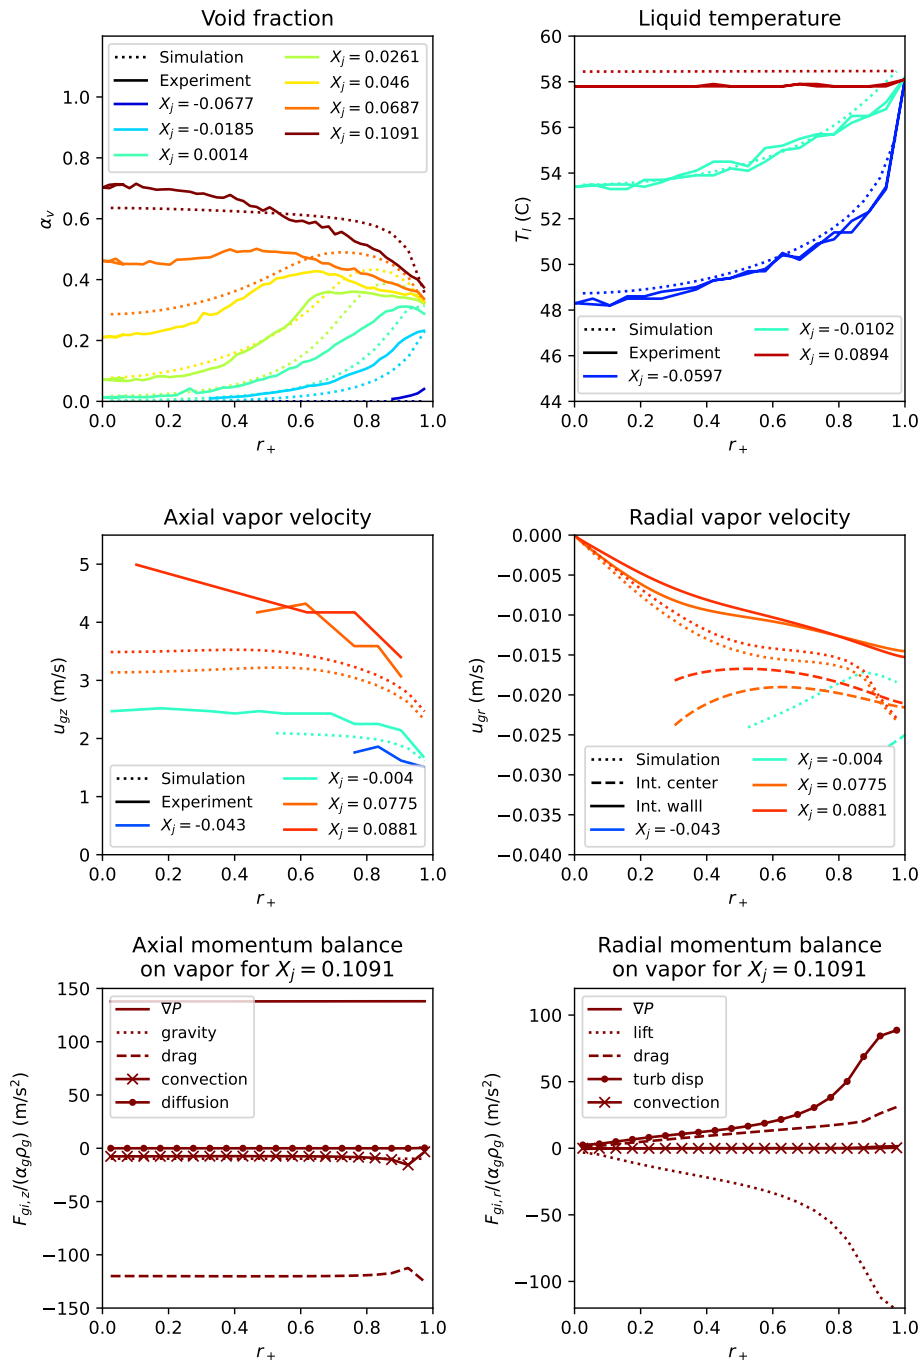 Void fraction
1.0
0.8
0.6
0.4
0.2
0.0
α_v
Simulation
Experiment
X_j = -0.0677
X_j = -0.0185
X_j = 0.0014
X_j = 0.0261
X_j = 0.046
X_j = 0.0687
X_j = 0.1091
0.0 0.2 0.4 0.6 0.8 1.0
r_+
Liquid temperature
60
58
56
54
52
50
48
46
44
T_l (C)
Simulation
Experiment
X_j = -0.0597
X_j = -0.0102
X_j = 0.0894
0.0 0.2 0.4 0.6 0.8 1.0
r_+
Axial vapor velocity
5
4
3
2
1
0
u_gz (m/s)
Simulation
Experiment
X_j = -0.043
X_j = -0.004
X_j = 0.0775
X_j = 0.0881
0.0 0.2 0.4 0.6 0.8 1.0
r_+
Radial vapor velocity
0.000
−0.005
−0.010
−0.015
−0.020
−0.025
−0.030
−0.035
−0.040
u_gr (m/s)
Simulation
Int. center
Int. walll
X_j = -0.043
X_j = -0.004
X_j = 0.0775
X_j = 0.0881
0.0 0.2 0.4 0.6 0.8 1.0
r_+
Axial momentum balance
on vapor for X_j = 0.1091
150
100
50
0
−50
−100
−150
F_gi,z/(α_gρ_g) (m/s²)
∇P
gravity
drag
convection
diffusion
0.0 0.2 0.4 0.6 0.8 1.0
r_+
Radial momentum balance
on vapor for X_j = 0.1091
100
50
0
−50
−100
F_gi,r/(α_gρ_g) (m/s²)
∇P
lift
drag
turb disp
convection
0.0 0.2 0.4 0.6 0.8 1.0
r_+